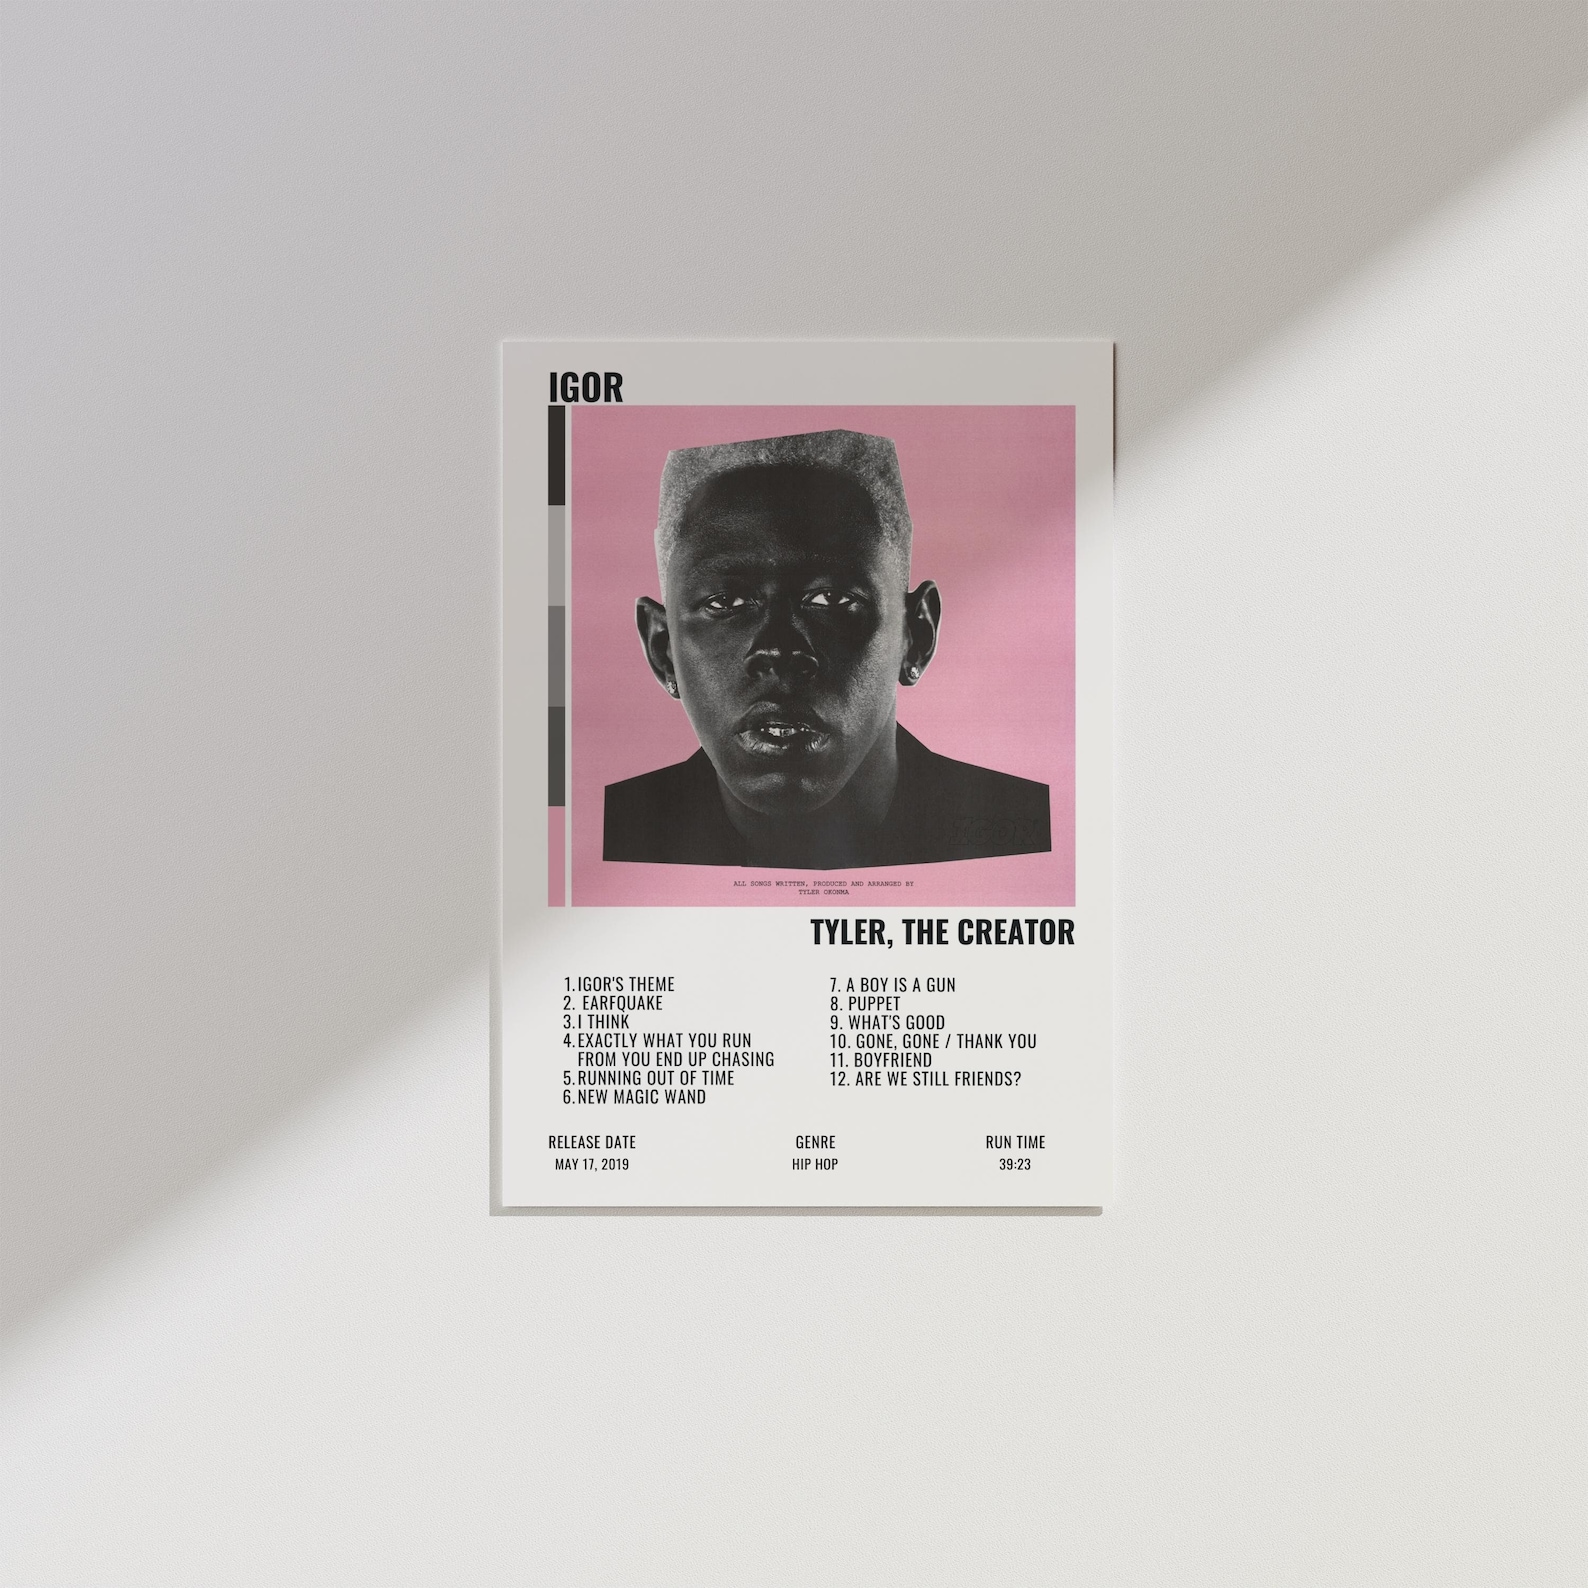 IGOR
ALL SONGS WRITTEN, PRODUCED AND ARRANGED BY
TYLER OKONMA
TYLER, THE CREATOR
1. IGOR'S THEME
2. EARFQUAKE
3. I THINK
4. EXACTLY WHAT YOU RUN
FROM YOU END UP CHASING
5. RUNNING OUT OF TIME
6. NEW MAGIC WAND
7. A BOY IS A GUN
8. PUPPET
9. WHAT'S GOOD
10. GONE, GONE / THANK YOU
11. BOYFRIEND
12. ARE WE STILL FRIENDS?
RELEASE DATE
MAY 17, 2019
GENRE
HIP HOP
RUN TIME
39:23